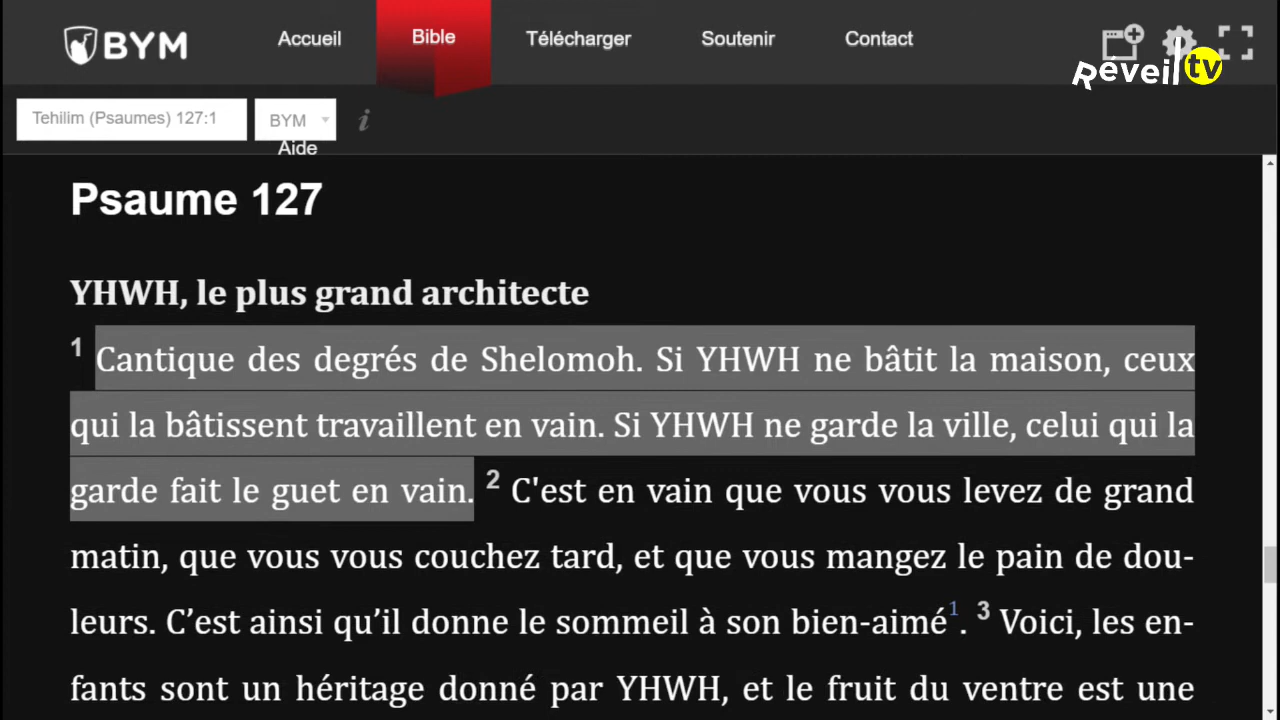 BYM Accueil Bible Télécharger Soutenir Contact
Réveil tv
Tehilim (Psaumes) 127:1 BYM i
Aide
Psaume 127
YHWH, le plus grand architecte
1 Cantique des degrés de Shelomoh. Si YHWH ne bâtit la maison, ceux
qui la bâtissent travaillent en vain. Si YHWH ne garde la ville, celui qui la
garde fait le guet en vain. 2 C'est en vain que vous vous levez de grand
matin, que vous vous couchez tard, et que vous mangez le pain de dou-
leurs. C’est ainsi qu’il donne le sommeil à son bien-aimé1. 3 Voici, les en-
fants sont un héritage donné par YHWH, et le fruit du ventre est une